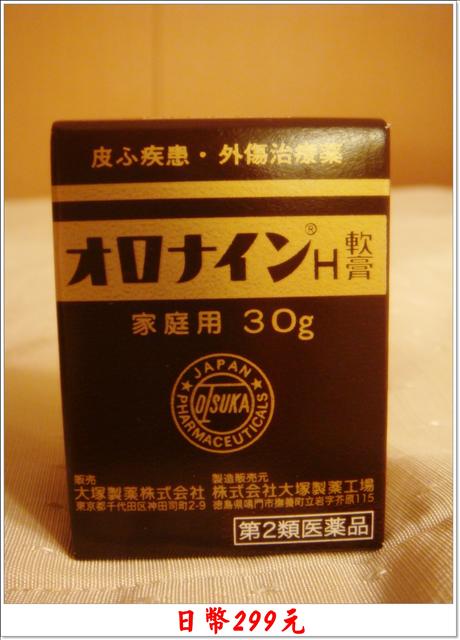 皮ふ疾患・外傷治療薬
オロナイン®H軟膏
家庭用 30g
JAPAN
OTSUKA
PHARMACEUTICALS
販売
大塚製薬株式会社
東京都千代田区神田司町2-9
製造販売元
株式会社大塚製薬工場
徳島県鳴門市撫養町立岩字芥原115
第2類医薬品
日幣299元